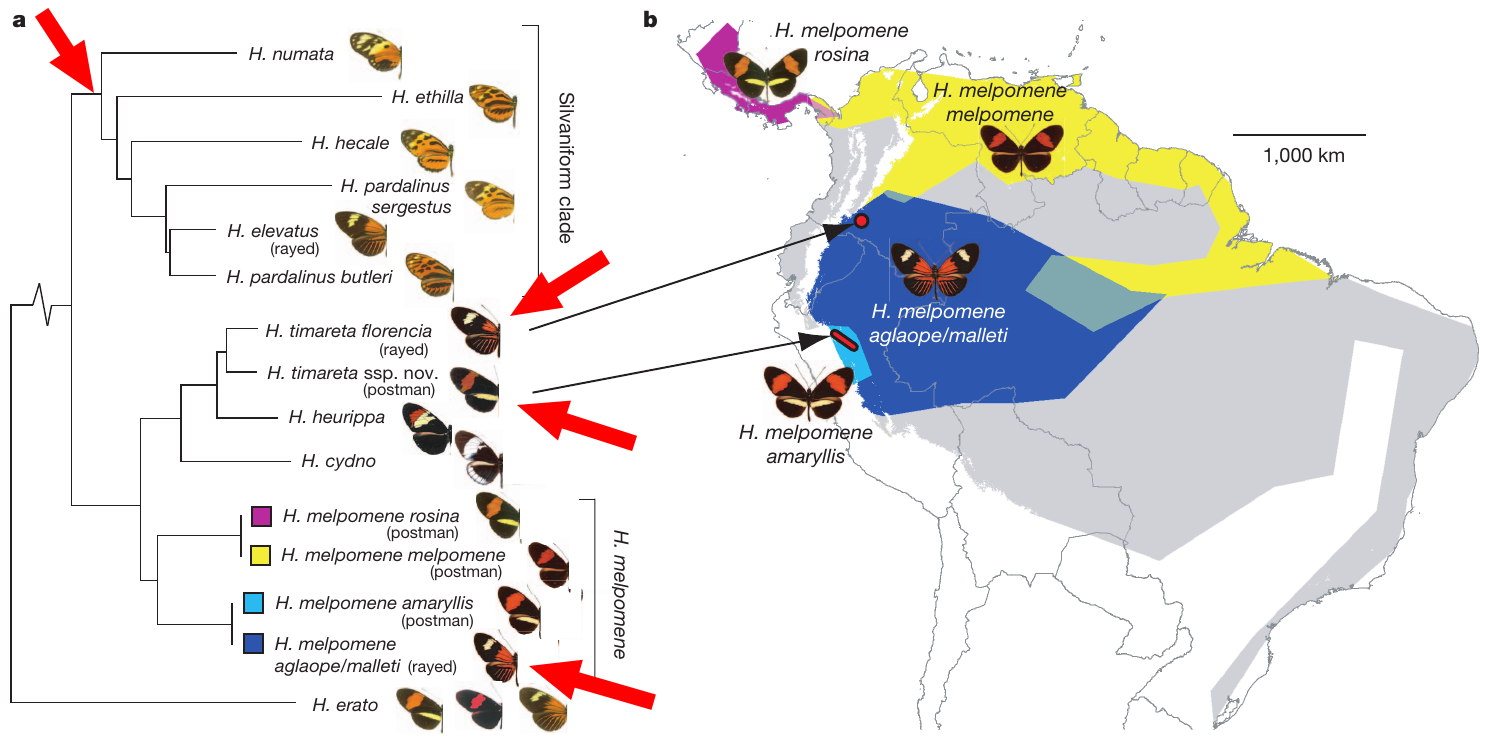 a
H. numata
H. ethilla
H. hecale
H. pardalinus
sergestus
H. elevatus
(rayed)
H. pardalinus butleri
Silvaniform clade
H. timareta florencia
(rayed)
H. timareta ssp. nov.
(postman)
H. heurippa
H. cydno
H. melpomene rosina
(postman)
H. melpomene melpomene
(postman)
H. melpomene amaryllis
(postman)
H. melpomene
aglaope/malleti (rayed)
H. melpomene
H. erato
b
H. melpomene
rosina
H. melpomene
melpomene
1,000 km
H. melpomene
aglaope/malleti
H. melpomene
amaryllis